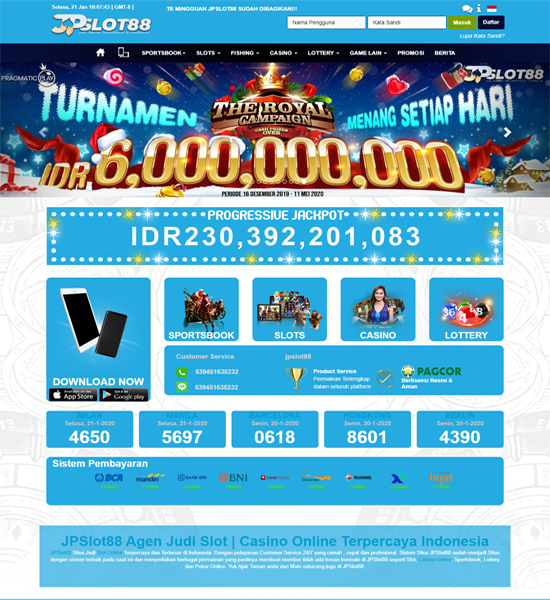 Selasa, 21 Jan 10:07:43 [ GMT-8 ]
TE MINGGUAN JPSLOT88 SUDAH DIBAGIKAN!!!
JPSLOT88
Nama Pengguna
Kata Sandi
Masuk
Daftar
Lupa Kata Sandi?
SPORTSBOOK
SLOTS
FISHING
CASINO
LOTTERY
GAME LAIN
PROMOSI
BERITA
PRAGMATIC PLAY
JPSLOT88
TURNAMEN
THE ROYAL
CAMPAIGN
CASH PRIZES
OVER
MENANG SETIAP HARI
IDR 6,000,000,000
PERIODE 16 DESEMBER 2019 - 11 MEI 2020
PROGRESSIVE JACKPOT
IDR230,392,201,083
SPORTSBOOK
SLOTS
CASINO
LOTTERY
Customer Service
639451635232
639451635232
jpslot88
Product Service
Permainan Terlengkap
dalam seluruh platform
PAGCOR
Berlisensi Resmi &
Aman
DOWNLOAD NOW
App Store
Google play
MILAN
Selasa, 21-1-2020
4650
MANILA
Selasa, 21-1-2020
5697
BARCELONA
Senin, 20-1-2020
0618
HONGKONG
Senin, 20-1-2020
8601
BERLIN
Senin, 20-1-2020
4390
Sistem Pembayaran
BCA
mandiri
BANK BRI
BNI
CIMB NIAGA
Danamon
TELKOMSEL
XL
JPSlot88 Agen Judi Slot | Casino Online Terpercaya Indonesia
JPSlot88 Situs Judi Slot Online Terpercaya dan Terbesar di Indonesia. Dengan pelayanan Customer Service 24/7 yang ramah , cepat dan profesional. Sistem Situs JPSlot88 sudah menjadi Situs
dengan sistem terbaik pada saat ini dan menyediakan berbagai permainan yang pastinya membuat member tidak ada bosan bermain di JPSlot88 seperti Slot, Casino Online, Sportsbook, Lottery
dan Poker Online. Yuk Ajak Teman anda dan Main sekarang juga di JPSlot88.